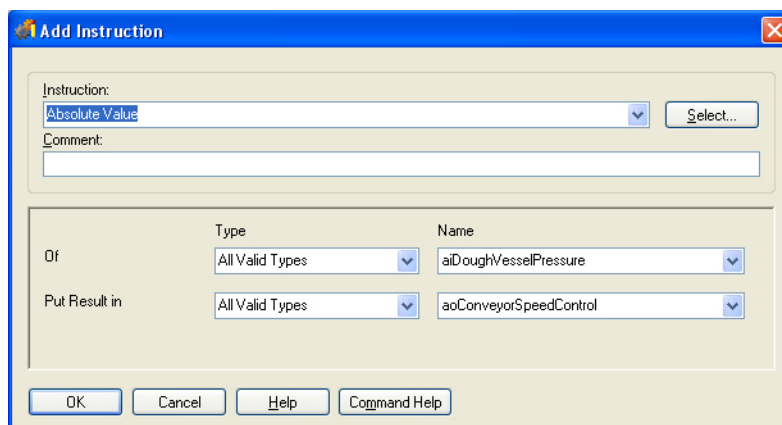 Add Instruction
Instruction:
Absolute Value
Select...
Comment:
Type Name
Of All Valid Types aiDoughVesselPressure
Put Result in All Valid Types aoConveyorSpeedControl
OK Cancel Help Command Help